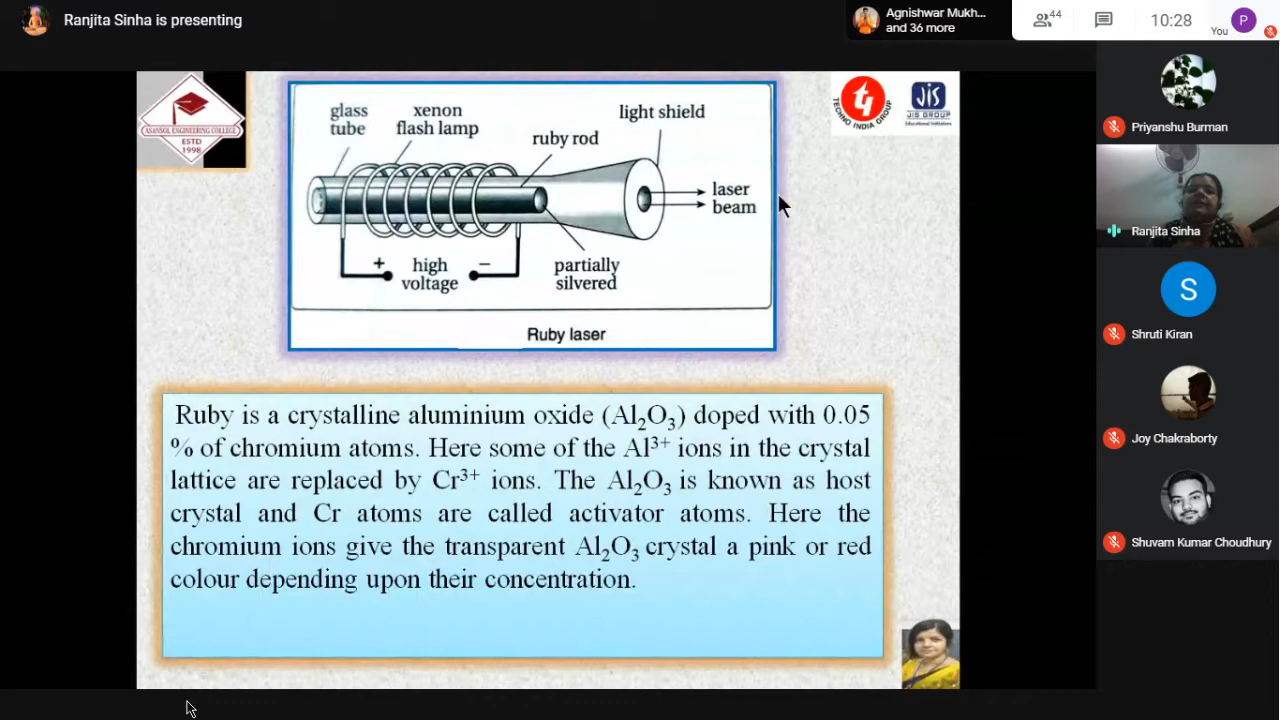 Ranjita Sinha is presenting
Agnishwar Mukh...
and 36 more
44
10:28
You
P
ASANSOL ENGINEERING COLLEGE
ESTD
1998
glass
tube
xenon
flash lamp
ruby rod
light shield
laser
beam
+
high
voltage
−
partially
silvered
Ruby laser
TECHNO INDIA GROUP
JIS
JIS GROUP
Educational Initiatives
Ruby is a crystalline aluminium oxide (Al₂O₃) doped with 0.05
% of chromium atoms. Here some of the Al³⁺ ions in the crystal
lattice are replaced by Cr³⁺ ions. The Al₂O₃ is known as host
crystal and Cr atoms are called activator atoms. Here the
chromium ions give the transparent Al₂O₃ crystal a pink or red
colour depending upon their concentration.
Priyanshu Burman
Ranjita Sinha
S
Shruti Kiran
Joy Chakraborty
Shuvam Kumar Choudhury